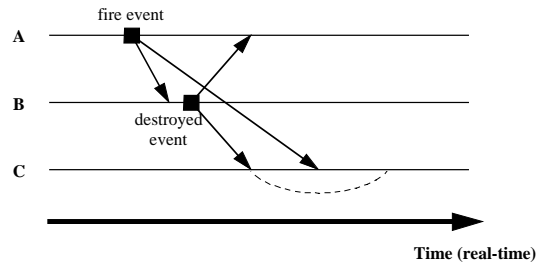 fire event
A
B
destroyed
event
C
Time (real-time)